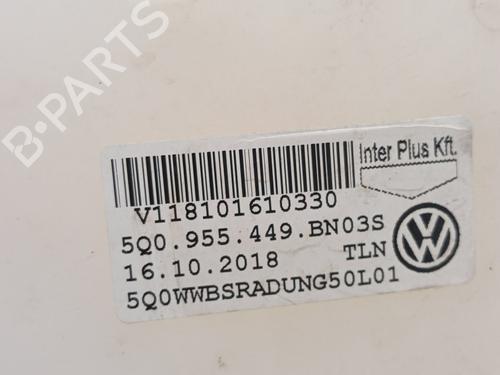 B-PARTS
Inter Plus Kft.
V118101610330
5Q0.955.449.BN03S
16.10.2018 TLN
5Q0WWBSRADUNG50L01